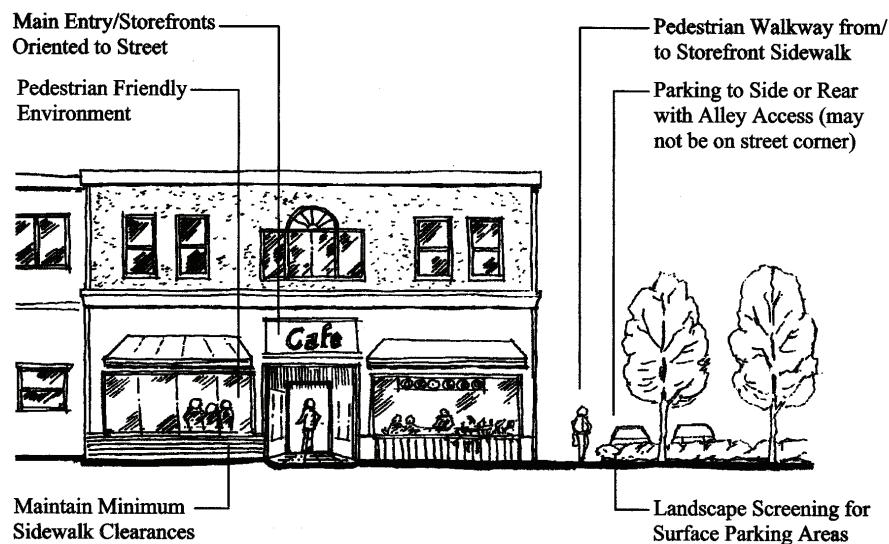 Main Entry/Storefronts
Oriented to Street
Pedestrian Friendly
Environment
Pedestrian Walkway from/
to Storefront Sidewalk
Parking to Side or Rear
with Alley Access (may
not be on street corner)
Cafe
Maintain Minimum
Sidewalk Clearances
Landscape Screening for
Surface Parking Areas